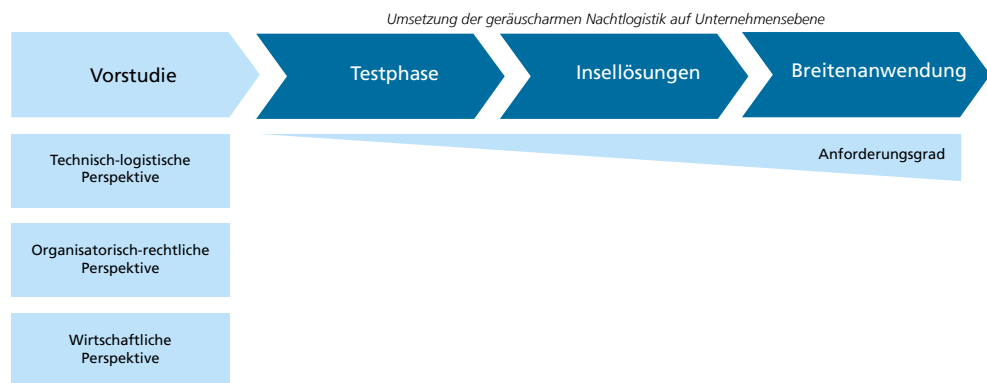 Umsetzung der geräuscharmen Nachtlogistik auf Unternehmensebene
Vorstudie
Testphase
Insellösungen
Breitenanwendung
Anforderungsgrad
Technisch-logistische
Perspektive
Organisatorisch-rechtliche
Perspektive
Wirtschaftliche
Perspektive